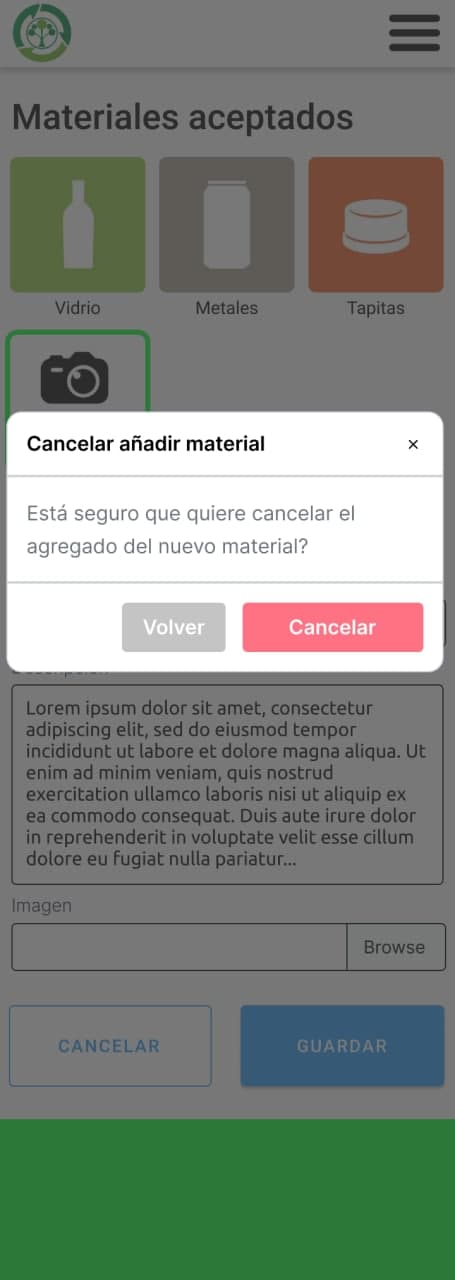 Materiales aceptados
Vidrio
Metales
Tapitas
Cancelar añadir material
×
Está seguro que quiere cancelar el
agregado del nuevo material?
Volver
Cancelar
Lorem ipsum dolor sit amet, consectetur
adipiscing elit, sed do eiusmod tempor
incididunt ut labore et dolore magna aliqua. Ut
enim ad minim veniam, quis nostrud
exercitation ullamco laboris nisi ut aliquip ex
ea commodo consequat. Duis aute irure dolor
in reprehenderit in voluptate velit esse cillum
dolore eu fugiat nulla pariatur...
Imagen
Browse
CANCELAR
GUARDAR